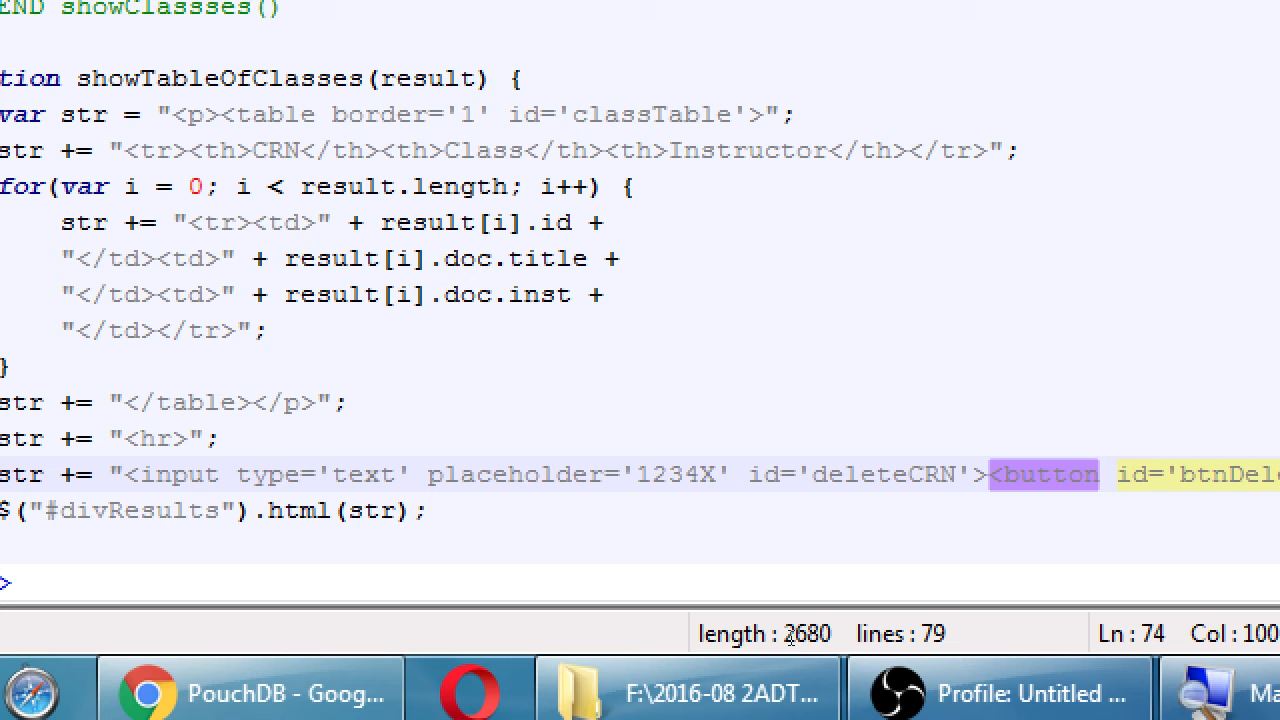 END showClassses()
tion showTableOfClasses(result) {
var str = "<p><table border='1' id='classTable'>";
str += "<tr><th>CRN</th><th>Class</th><th>Instructor</th></tr>";
for(var i = 0; i < result.length; i++) {
str += "<tr><td>" + result[i].id +
"</td><td>" + result[i].doc.title +
"</td><td>" + result[i].doc.inst +
"</td></tr>";
}
str += "</table></p>";
str += "<hr>";
str += "<input type='text' placeholder='1234X' id='deleteCRN'><button id='btnDele
$("#divResults").html(str);
>
length : 2680 lines : 79 Ln : 74 Col : 100
PouchDB - Goog... F:\2016-08 2ADT... Profile: Untitled ... Ma